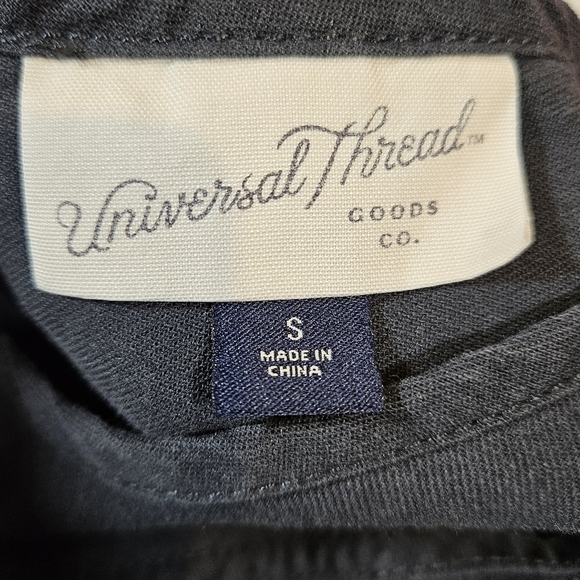 Universal Thread™
GOODS
CO.
S
MADE IN
CHINA